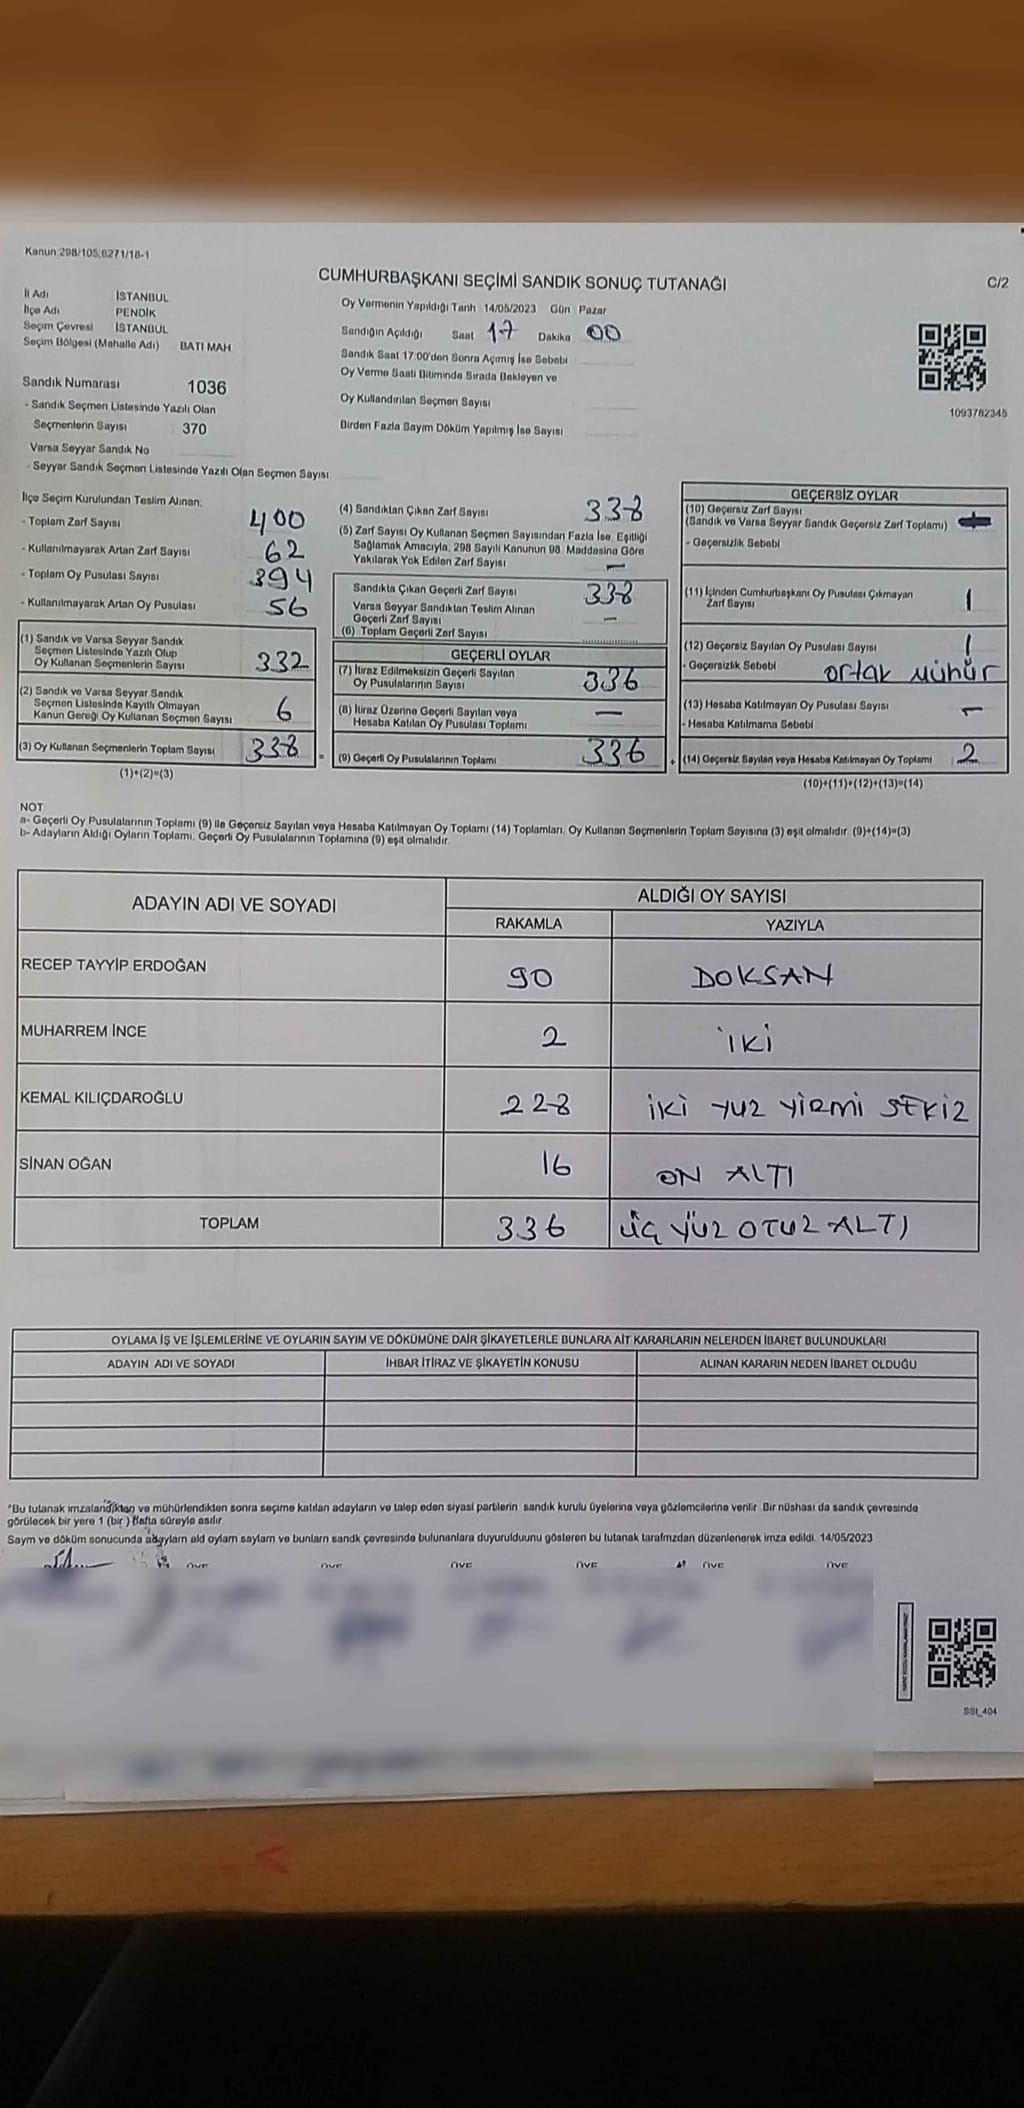 Kanun 298/105,6271/18-1
CUMHURBAŞKANI SEÇİMİ SANDIK SONUÇ TUTANAĞI
C/2
İl Adı İSTANBUL
İlçe Adı PENDİK
Seçim Çevresi İSTANBUL
Seçim Bölgesi (Mahalle Adı) BATI MAH
Sandık Numarası 1036
- Sandık Seçmen Listesinde Yazılı Olan
Seçmenlerin Sayısı 370
Varsa Seyyar Sandık No
- Seyyar Sandık Seçmen Listesinde Yazılı Olan Seçmen Sayısı
Oy Vermenin Yapıldığı Tarih 14/05/2023 Gün Pazar
Sandığın Açıldığı Saat 17 Dakika 00
Sandık Saat 17:00'den Sonra Açımış İse Sebebi
Oy Verme Saati Bitiminde Sırada Bekleyen ve
Oy Kullandırılan Seçmen Sayısı
Birden Fazla Sayım Döküm Yapılmış İse Sayısı
1093782345
İlçe Seçim Kurulundan Teslim Alınan;
- Toplam Zarf Sayısı 400
- Kullanılmayarak Artan Zarf Sayısı 62
- Toplam Oy Pusulası Sayısı 394
- Kullanılmayarak Artan Oy Pusulası 56
(1) Sandık ve Varsa Seyyar Sandık
Seçmen Listesinde Yazılı Olup
Oy Kullanan Seçmenlerin Sayısı 332
(2) Sandık ve Varsa Seyyar Sandık
Seçmen Listesinde Kayıtlı Olmayan
Kanun Gereği Oy Kullanan Seçmen Sayısı 6
(3) Oy Kullanan Seçmenlerin Toplam Sayısı 338
(1)+(2)=(3)
(4) Sandıktan Çıkan Zarf Sayısı 338
(5) Zarf Sayısı Oy Kullanan Seçmen Sayısından Fazla İse, Eşitliği
Sağlamak Amacıyla, 298 Sayılı Kanunun 98. Maddesine Göre
Yakılarak Yok Edilen Zarf Sayısı —
Sandıkta Çıkan Geçerli Zarf Sayısı 338
Varsa Seyyar Sandıktan Teslim Alınan
Geçerli Zarf Sayısı —
(6) Toplam Geçerli Zarf Sayısı
GEÇERLİ OYLAR
(7) İtiraz Edilmeksizin Geçerli Sayılan
Oy Pusulalarının Sayısı 336
(8) İtiraz Üzerine Geçerli Sayılan veya
Hesaba Katılan Oy Pusulası Toplamı —
= (9) Geçerli Oy Pusulalarının Toplamı 336 +
GEÇERSİZ OYLAR
(10) Geçersiz Zarf Sayısı
(Sandık ve Varsa Seyyar Sandık Geçersiz Zarf Toplamı)
- Geçersizlik Sebebi
(11) İçinden Cumhurbaşkanı Oy Pusulası Çıkmayan
Zarf Sayısı 1
(12) Geçersiz Sayılan Oy Pusulası Sayısı 1
- Geçersizlik Sebebi ortak mühür
(13) Hesaba Katılmayan Oy Pusulası Sayısı —
- Hesaba Katılmama Sebebi
(14) Geçersiz Sayılan veya Hesaba Katılmayan Oy Toplamı 2
(10)+(11)+(12)+(13)=(14)
NOT
a- Geçerli Oy Pusulalarının Toplamı (9) ile Geçersiz Sayılan veya Hesaba Katılmayan Oy Toplamı (14) Toplamları, Oy Kullanan Seçmenlerin Toplam Sayısına (3) eşit olmalıdır. (9)+(14)=(3)
b- Adayların Aldığı Oyların Toplamı, Geçerli Oy Pusulalarının Toplamına (9) eşit olmalıdır.
ADAYIN ADI VE SOYADI ALDIĞI OY SAYISI
RAKAMLA YAZIYLA
RECEP TAYYİP ERDOĞAN 90 DOKSAN
MUHARREM İNCE 2 İKİ
KEMAL KILIÇDAROĞLU 228 İKİ YUZ YİRMİ SEKİZ
SİNAN OĞAN 16 ON ALTI
TOPLAM 336 ÜÇ YÜZ OTUZ ALTI
OYLAMA İŞ VE İŞLEMLERİNE VE OYLARIN SAYIM VE DÖKÜMÜNE DAİR ŞİKAYETLERLE BUNLARA AİT KARARLARIN NELERDEN İBARET BULUNDUKLARI
ADAYIN ADI VE SOYADI İHBAR İTİRAZ VE ŞİKAYETİN KONUSU ALINAN KARARIN NEDEN İBARET OLDUĞU
*Bu tutanak imzalandıktan ve mühürlendikten sonra seçime katılan adayların ve talep eden siyasi partilerin sandık kurulu üyelerine veya gözlemcilerine verilir. Bir nüshası da sandık çevresinde
görülecek bir yere 1 (bir) hafta süreyle asılır.
Saym ve döküm sonucunda adaylarn ald oylarn saylarn ve bunlarn sandk çevresinde bulunanlara duyurulduunu gösteren bu tutanak tarafmzdan düzenlenerek imza edildi. 14/05/2023
ÜYE ÜYE ÜYE ÜYE ÜYE ÜYE
SSI_404